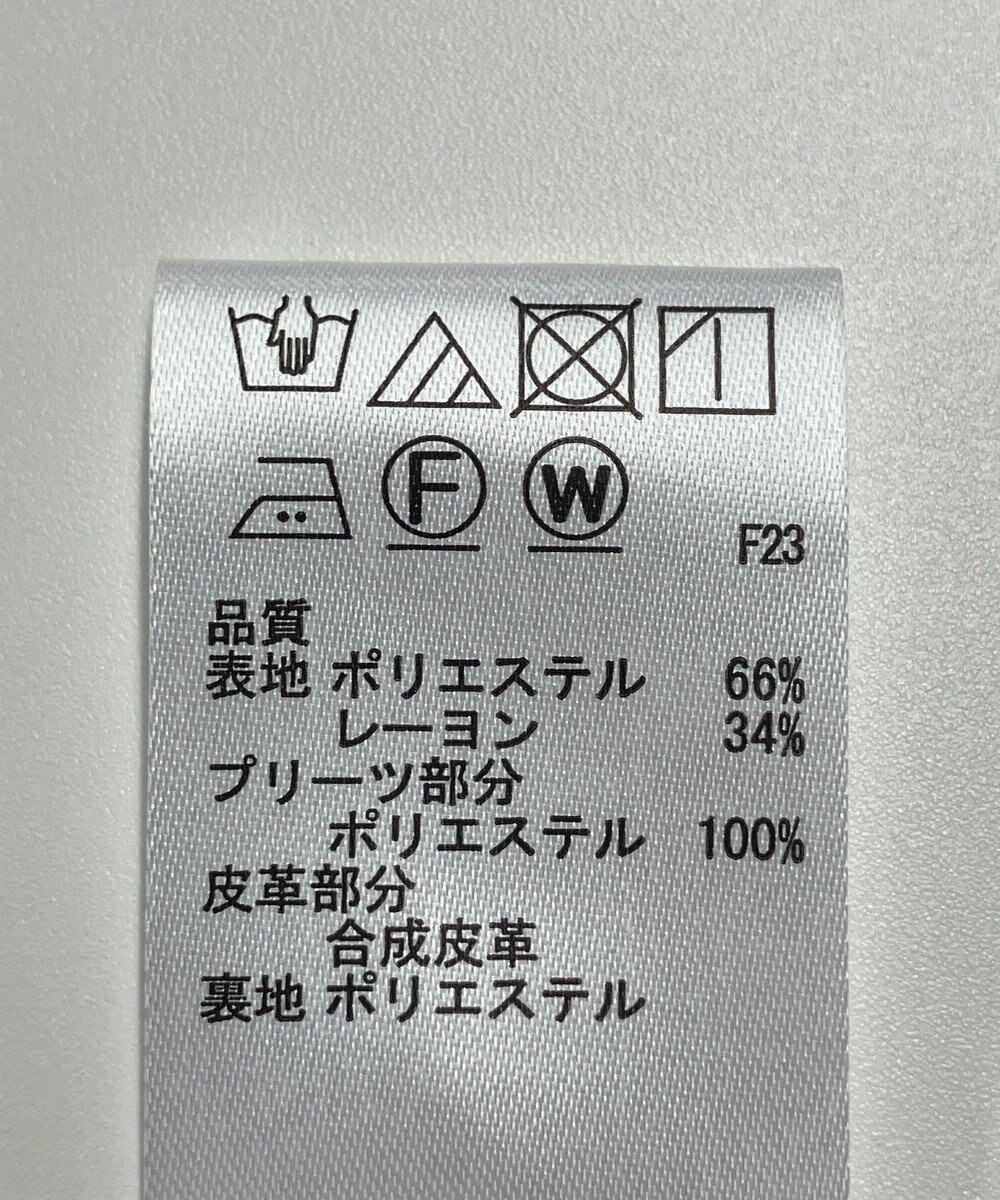 F
W
F23
品質
表地 ポリエステル 66%
レーヨン 34%
プリーツ部分
ポリエステル 100%
皮革部分
合成皮革
裏地 ポリエステル